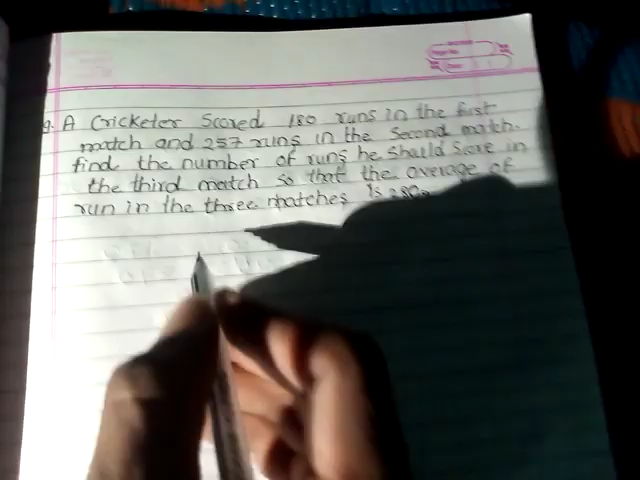 9. A Cricketer Scored 180 runs in the first
match and 257 runs in the Second match.
find the number of runs he should Score in
the third match so that the average of
run in the three matches is 230.